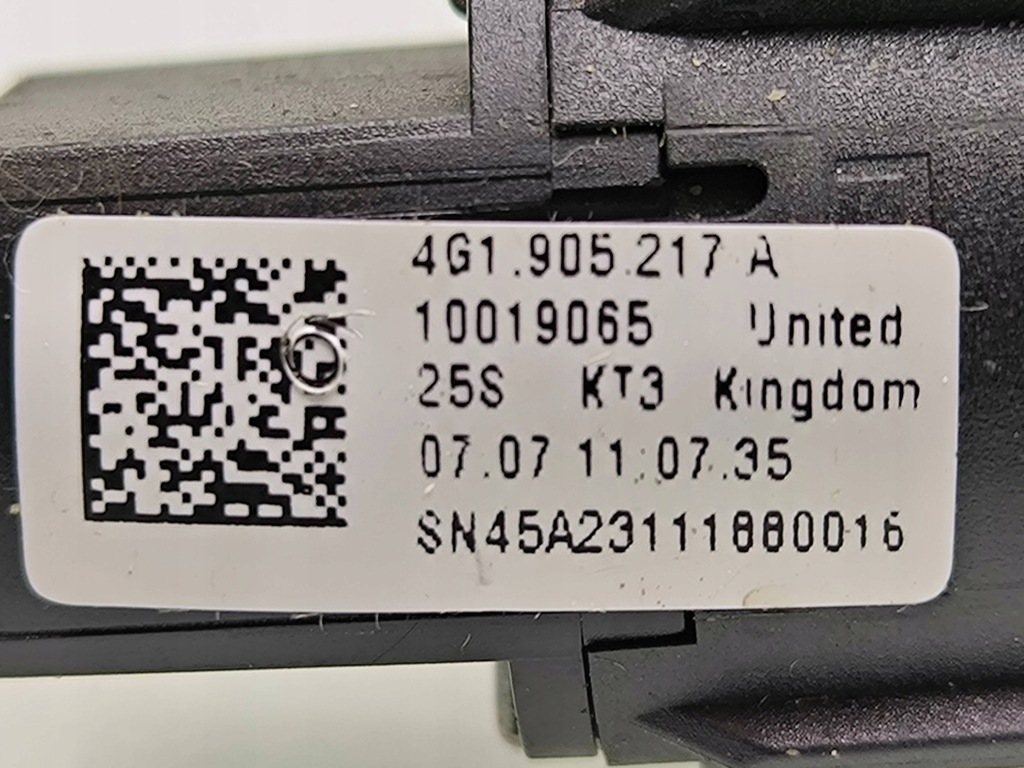 4G1.905.217 A
10019065 United
25S KT3 Kingdom
07.07 11:07.35
SN45A23111880016